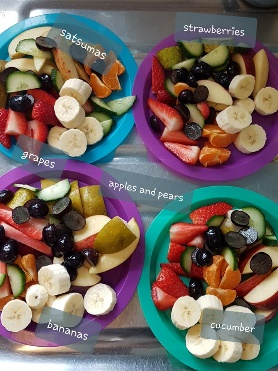 satsumas
strawberries
grapes
apples and pears
bananas
cucumber